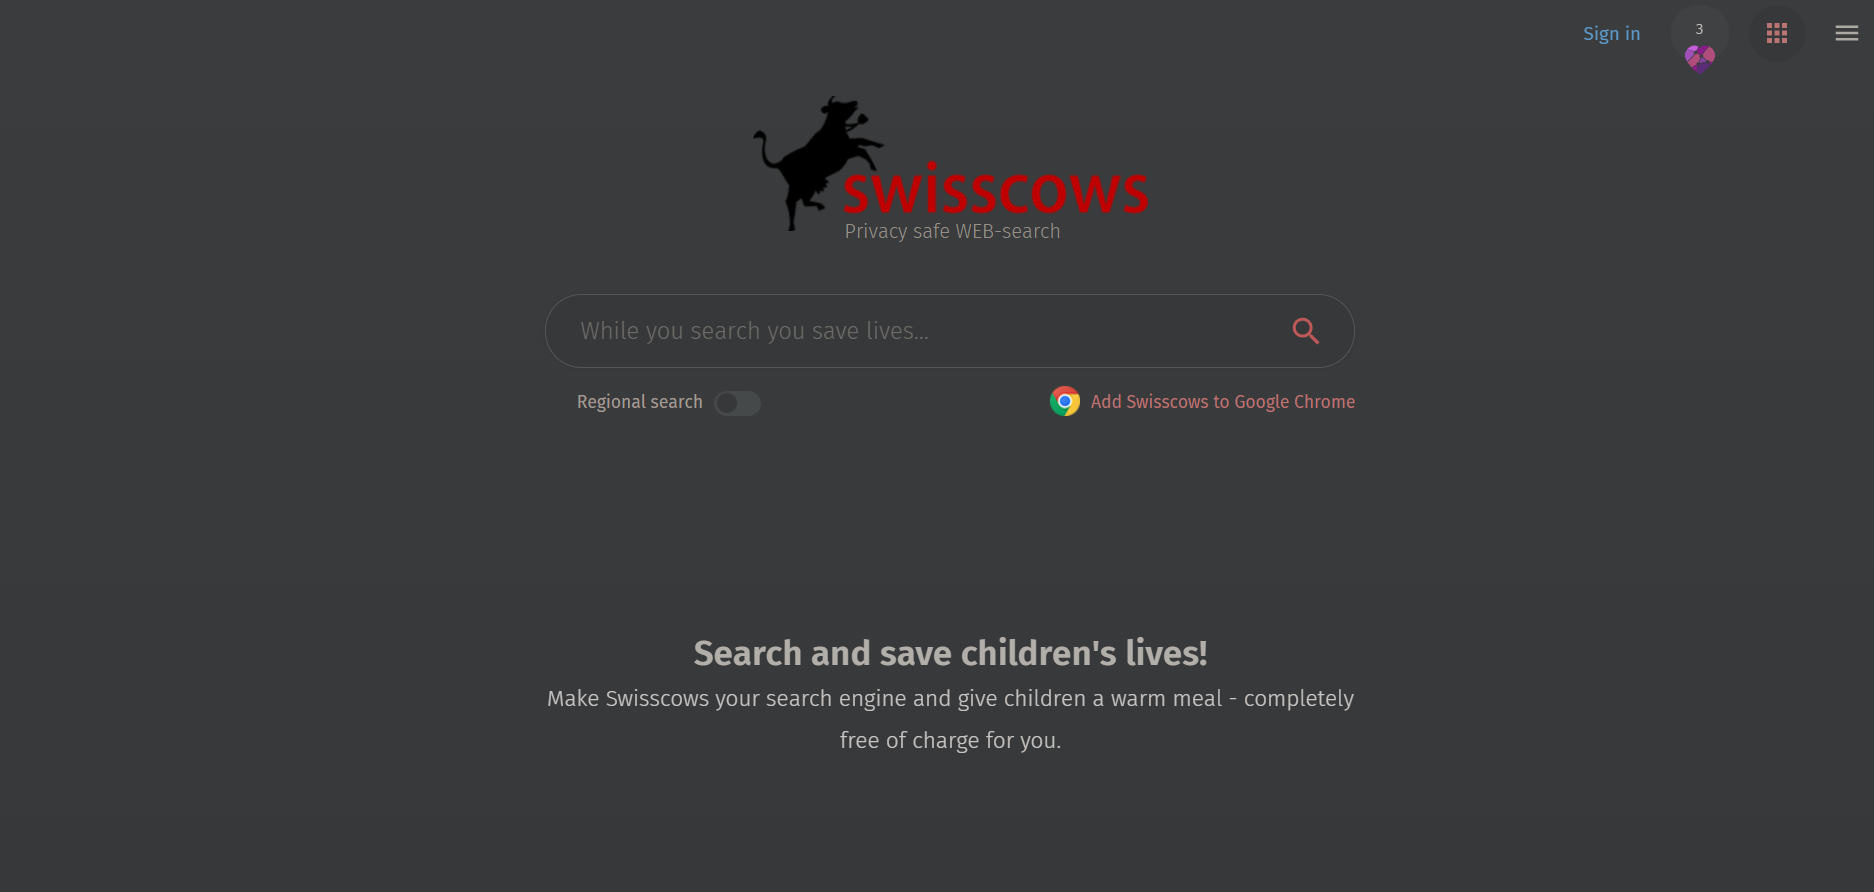 Sign in
3
swisscows
Privacy safe WEB-search
While you search you save lives...
Regional search
Add Swisscows to Google Chrome
Search and save children's lives!
Make Swisscows your search engine and give children a warm meal - completely
free of charge for you.